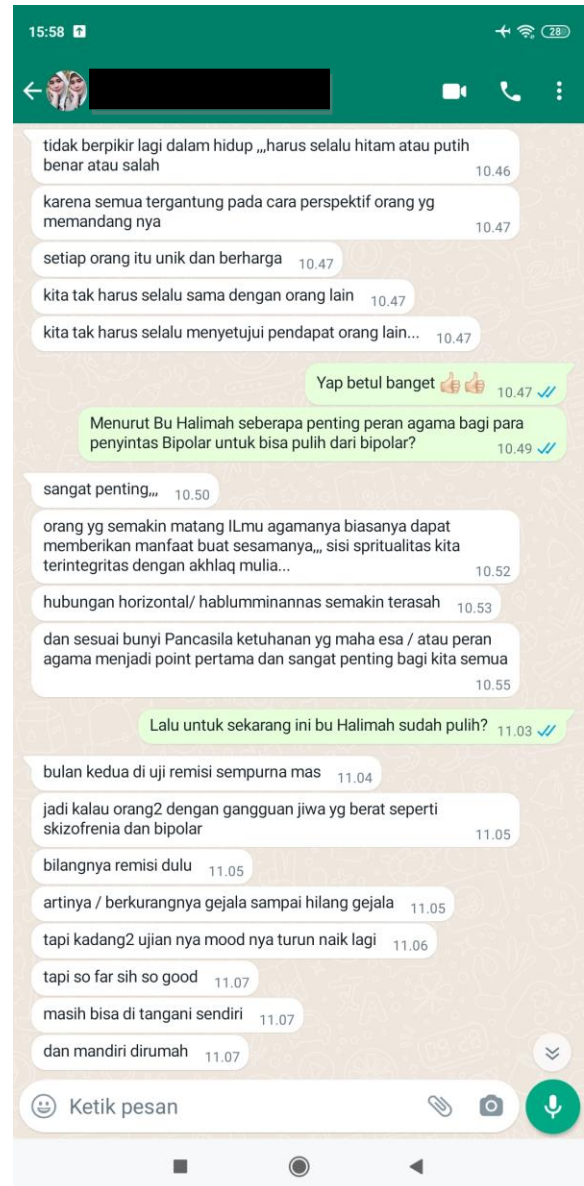 15:58
28
tidak berpikir lagi dalam hidup ,,,harus selalu hitam atau putih
benar atau salah
10.46
karena semua tergantung pada cara perspektif orang yg
memandang nya
10.47
setiap orang itu unik dan berharga 10.47
kita tak harus selalu sama dengan orang lain 10.47
kita tak harus selalu menyetujui pendapat orang lain... 10.47
Yap betul banget 👍🏻👍🏻 10.47
Menurut Bu Halimah seberapa penting peran agama bagi para
penyintas Bipolar untuk bisa pulih dari bipolar? 10.49
sangat penting,,, 10.50
orang yg semakin matang ILmu agamanya biasanya dapat
memberikan manfaat buat sesamanya,,, sisi spritualitas kita
terintegritas dengan akhlaq mulia... 10.52
hubungan horizontal/ hablumminannas semakin terasah 10.53
dan sesuai bunyi Pancasila ketuhanan yg maha esa / atau peran
agama menjadi point pertama dan sangat penting bagi kita semua
10.55
Lalu untuk sekarang ini bu Halimah sudah pulih? 11.03
bulan kedua di uji remisi sempurna mas 11.04
jadi kalau orang2 dengan gangguan jiwa yg berat seperti
skizofrenia dan bipolar 11.05
bilangnya remisi dulu 11.05
artinya / berkurangnya gejala sampai hilang gejala 11.05
tapi kadang2 ujian nya mood nya turun naik lagi 11.06
tapi so far sih so good 11.07
masih bisa di tangani sendiri 11.07
dan mandiri dirumah 11.07
Ketik pesan